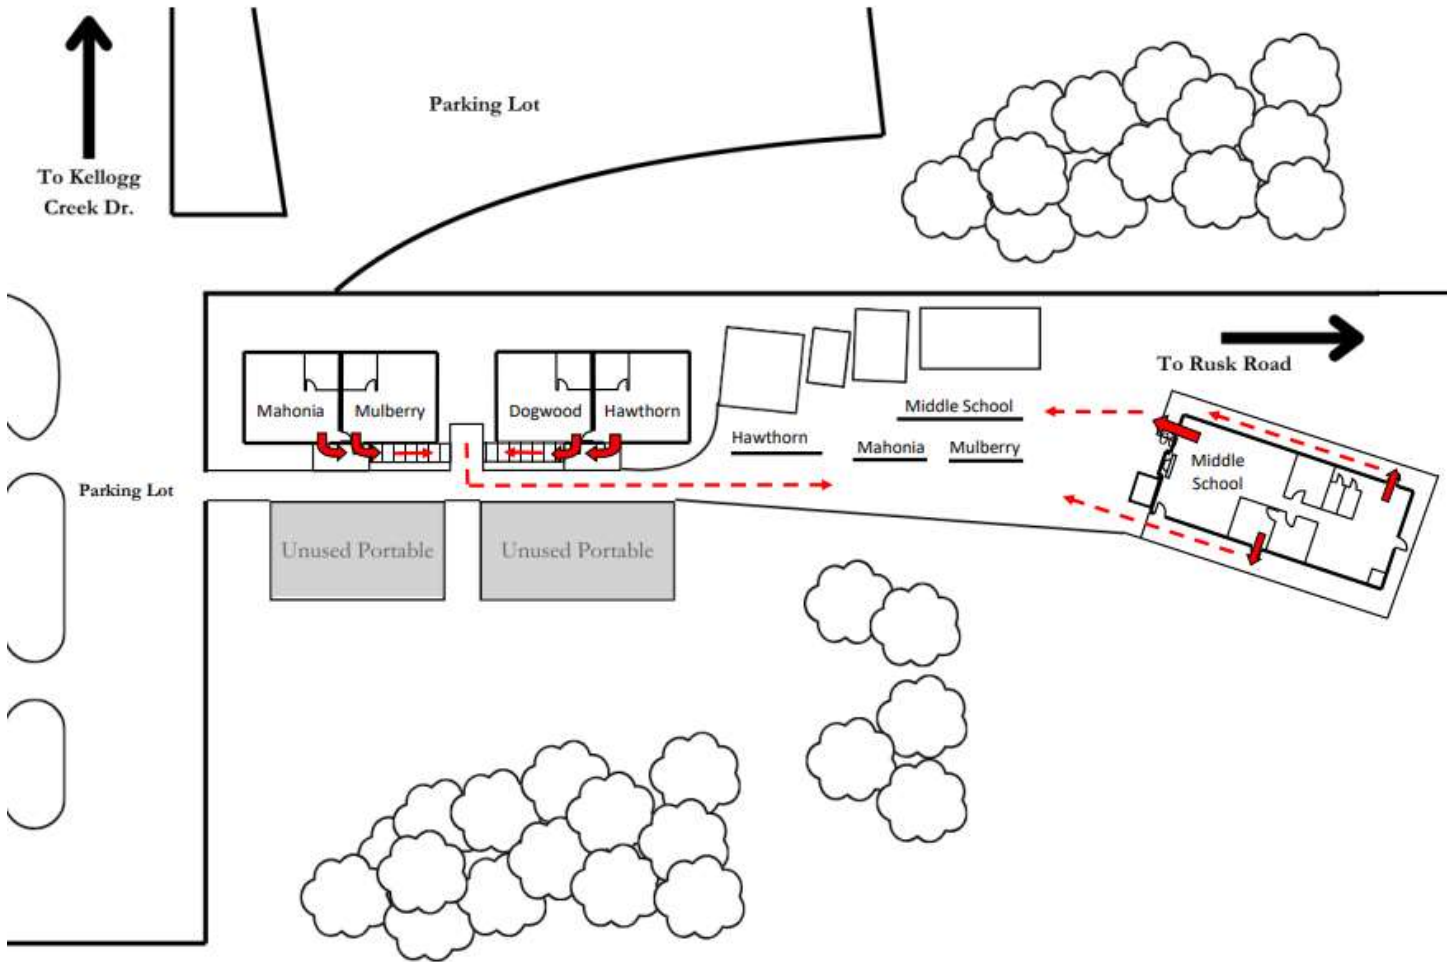 Parking Lot
To Kellogg
Creek Dr.
To Rusk Road
Mahonia
Mulberry
Dogwood
Hawthorn
Middle School
Hawthorn
Mahonia
Mulberry
Middle
School
Parking Lot
Unused Portable
Unused Portable